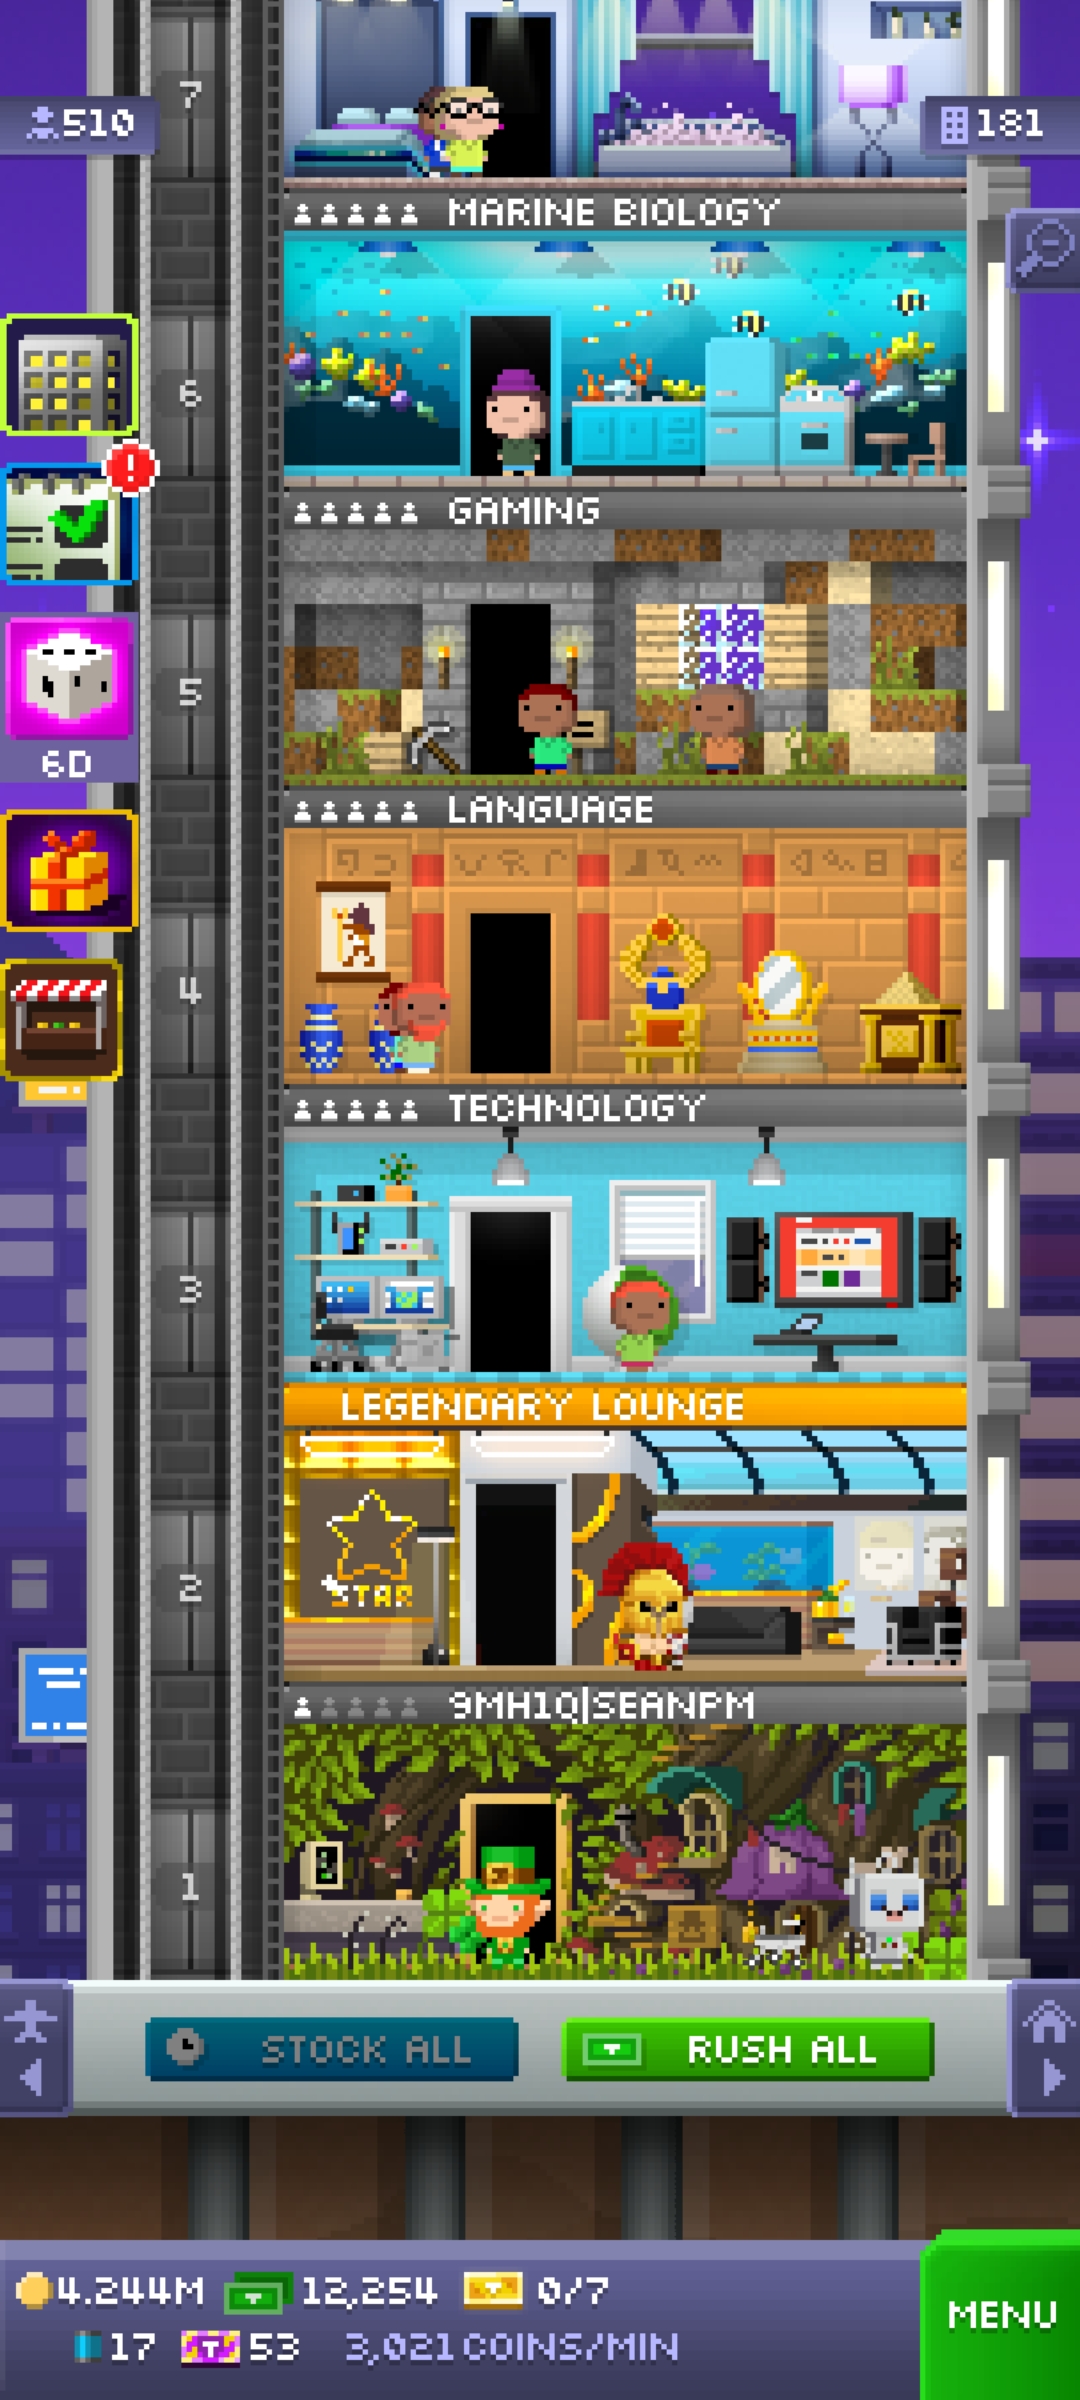 7
510
181
MARINE BIOLOGY
6
GAMING
5
6D
LANGUAGE
4
TECHNOLOGY
3
LEGENDARY LOUNGE
STAR
2
9MH1Q|SEANPM
1
STOCK ALL
RUSH ALL
4.244M
12,254
0/7
MENU
17
53
3,021 COINS/MIN